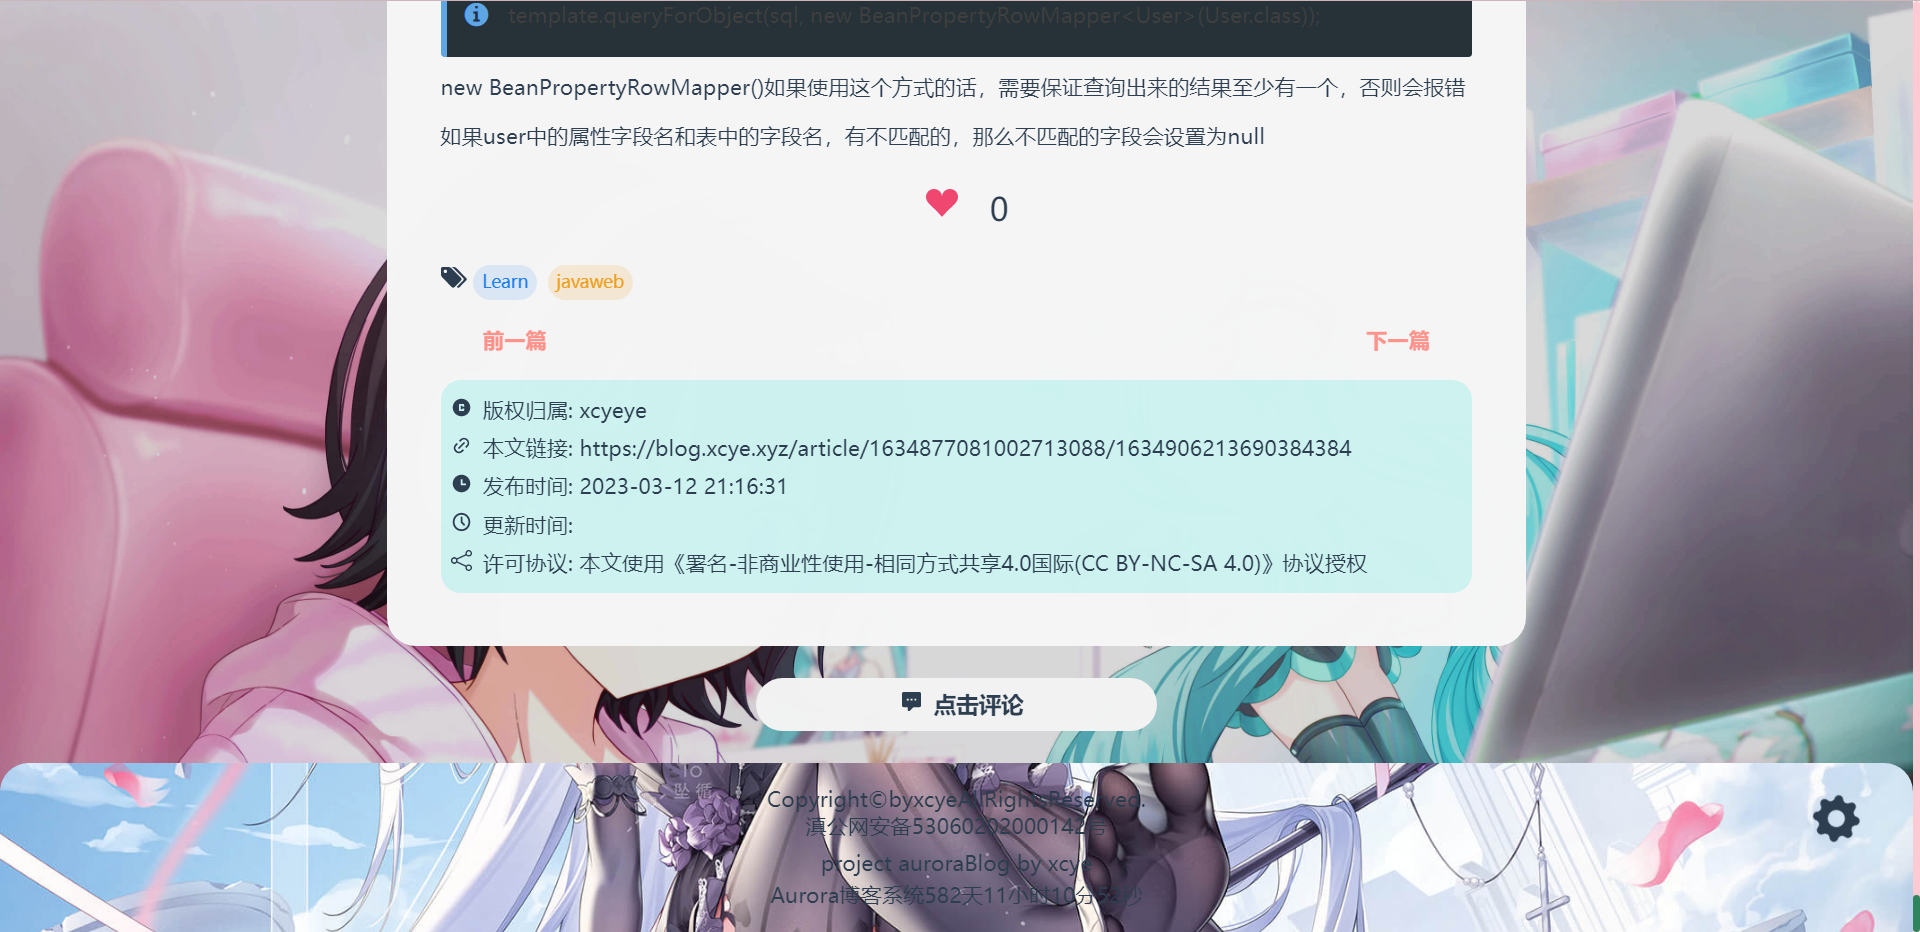 template.queryForObject(sql, new BeanPropertyRowMapper<User>(User.class));
new BeanPropertyRowMapper()如果使用这个方式的话，需要保证查询出来的结果至少有一个，否则会报错
如果user中的属性字段名和表中的字段名，有不匹配的，那么不匹配的字段会设置为null
0
Learn javaweb
前一篇 下一篇
版权归属: xcyeye
本文链接: https://blog.xcye.xyz/article/1634877081002713088/1634906213690384384
发布时间: 2023-03-12 21:16:31
更新时间:
许可协议: 本文使用《署名-非商业性使用-相同方式共享4.0国际(CC BY-NC-SA 4.0)》协议授权
点击评论
Copyright©byxcyeAllRightsReserved.
滇公网安备53060202000142号
project auroraBlog by xcye
Aurora博客系统582天11小时10分52秒